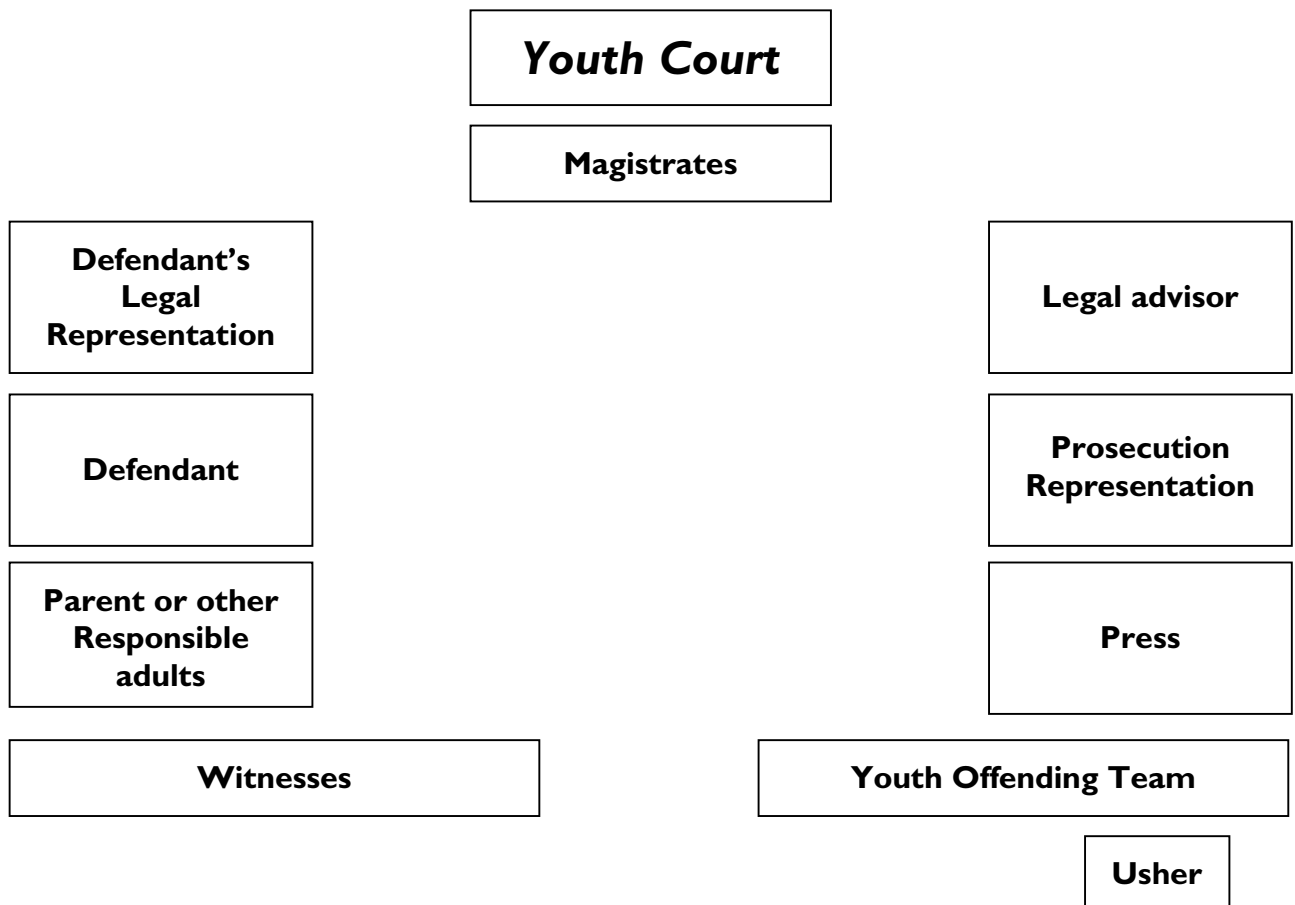 Youth Court
Magistrates
Defendant’s
Legal
Representation
Legal advisor
Defendant
Prosecution
Representation
Parent or other
Responsible
adults
Press
Witnesses
Youth Offending Team
Usher